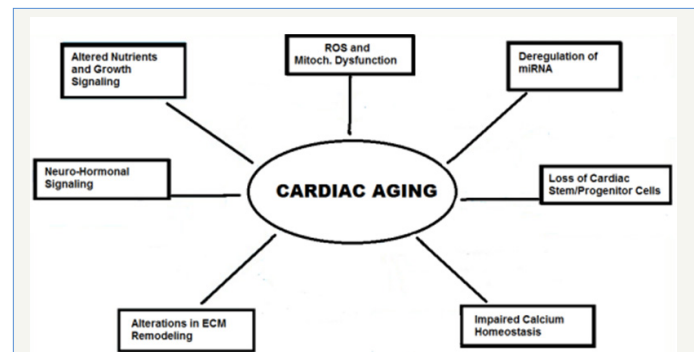 Altered Nutrients
and Growth
Signaling
ROS and
Mitoch. Dysfunction
Deregulation of
miRNA
Neuro-Hormonal
Signaling
CARDIAC AGING
Loss of Cardiac
Stem/Progenitor Cells
Alterations in ECM
Remodeling
Impaired Calcium
Homeostasis